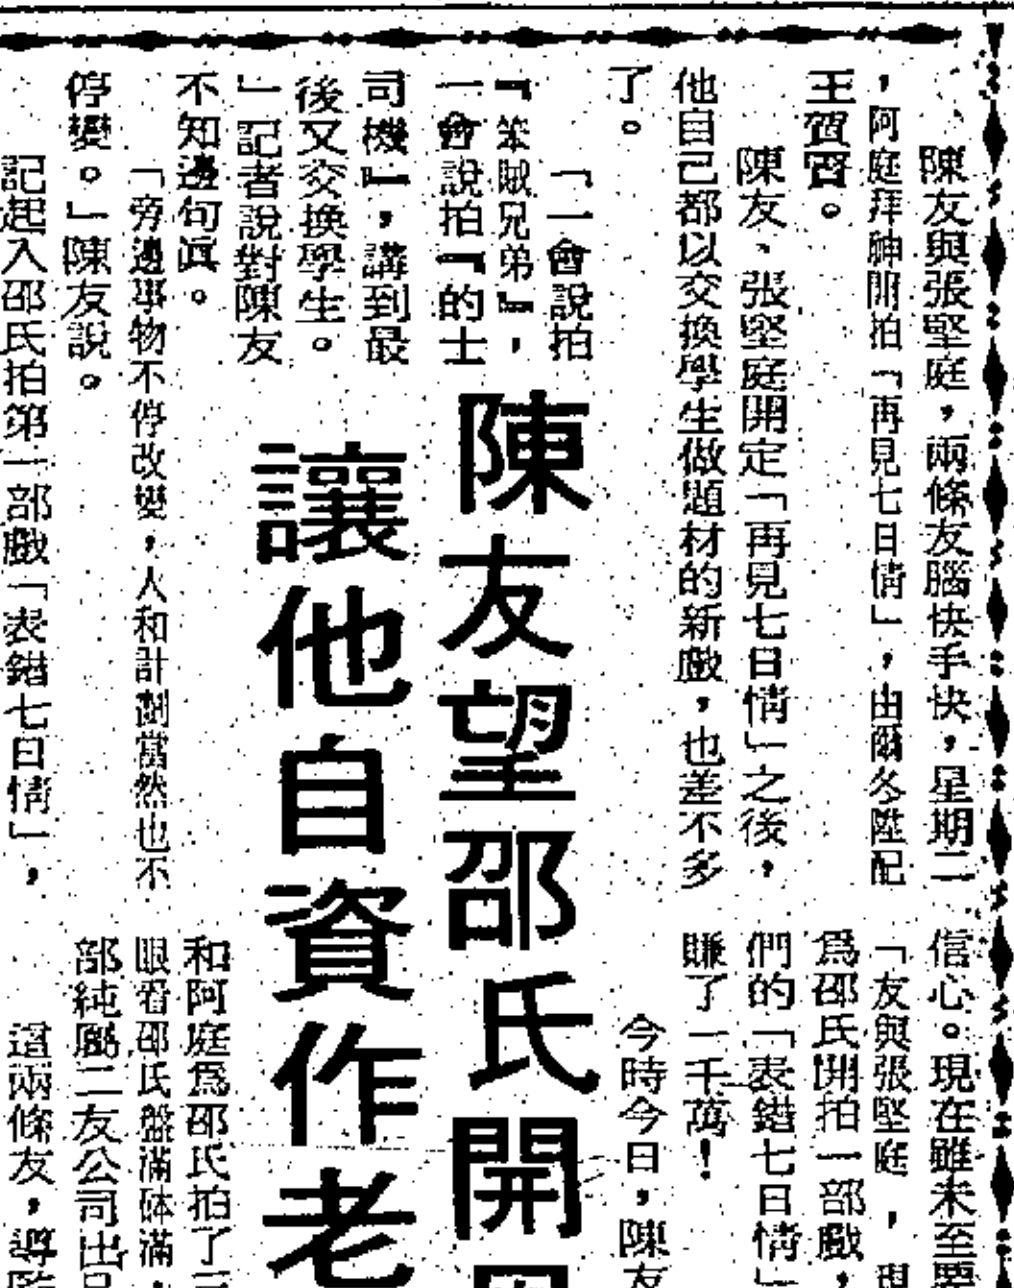 陳友望邵氏開
讓他自資作老
陳友與張堅庭，兩條友腦快手快，星期二
，阿庭拜神開拍「再見七日情」，由爾冬陞配
王賀。
陳友、張堅庭開定「再見七日情」之後，
他自己都以交換學生做題材的新戲，也差不多
了。
「一會說拍
『笨賊兄弟』，
一會說拍『的士
司機』，講到最
後又交換學生。
」記者說對陳友
不知邊句眞。
「旁邊事物不停改變，人和計劃當然也不
停變。」陳友說。
記起入邵氏拍第一部戲「表錯七日情」，
信心。現在雖未至
「友與張堅庭，現
爲邵氏開拍一部戲，
們的「表錯七日情」
賺了一千萬！
今時今日，陳友
和阿庭爲邵氏拍了三
眼看邵氏盤滿砵滿，
部純屬二友公司出品
這兩條友，導